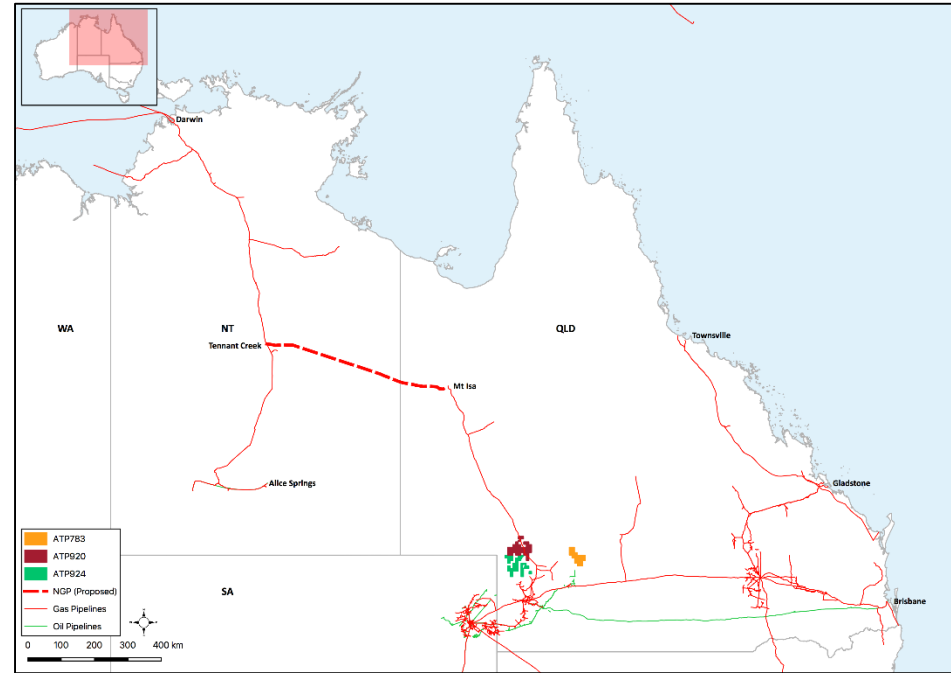 Darwin
WA
NT
QLD
Tennant Creek
Townsville
Mt Isa
Alice Springs
Gladstone
SA
Brisbane
ATP783
ATP920
ATP924
NGP (Proposed)
Gas Pipelines
Oil Pipelines
0 100 200 300 400 km